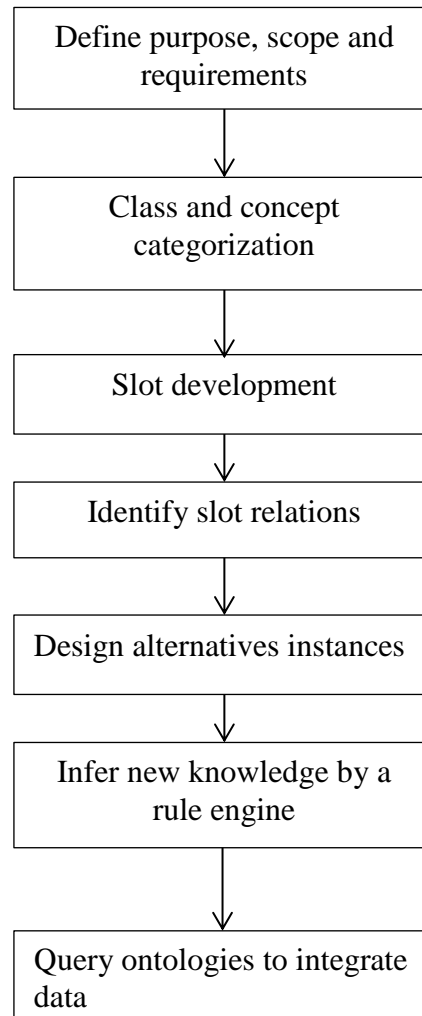 Define purpose, scope and
requirements
Class and concept
categorization
Slot development
Identify slot relations
Design alternatives instances
Infer new knowledge by a
rule engine
Query ontologies to integrate
data